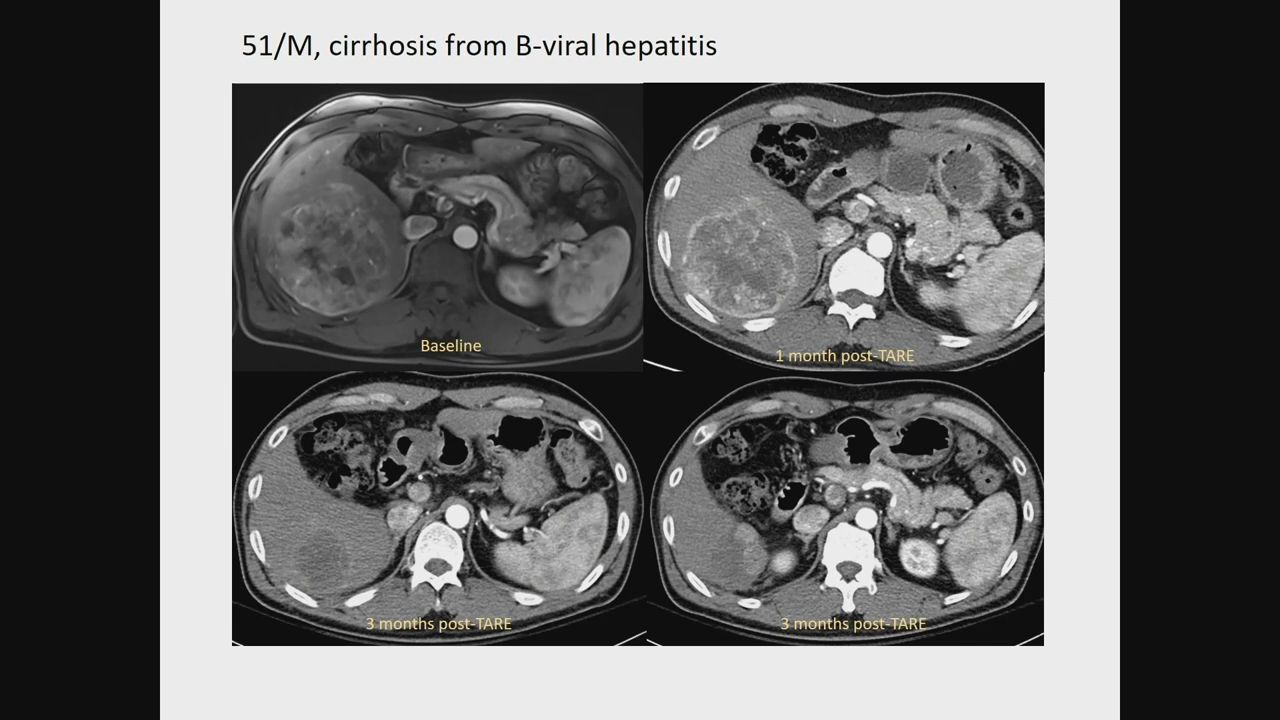 51/M, cirrhosis from B-viral hepatitis
Baseline
1 month post-TARE
3 months post-TARE
3 months post-TARE